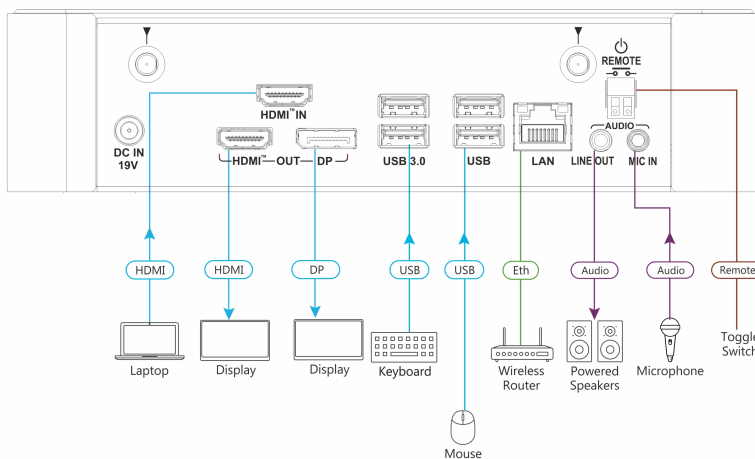 REMOTE
HDMI™IN
DC IN
19V
HDMI™ OUT DP
USB 3.0
USB
LAN
AUDIO
LINE OUT
MIC IN
HDMI
HDMI
DP
USB
USB
Eth
Audio
Audio
Remote
Laptop
Display
Display
Keyboard
Wireless
Router
Powered
Speakers
Microphone
Toggle
Switch
Mouse